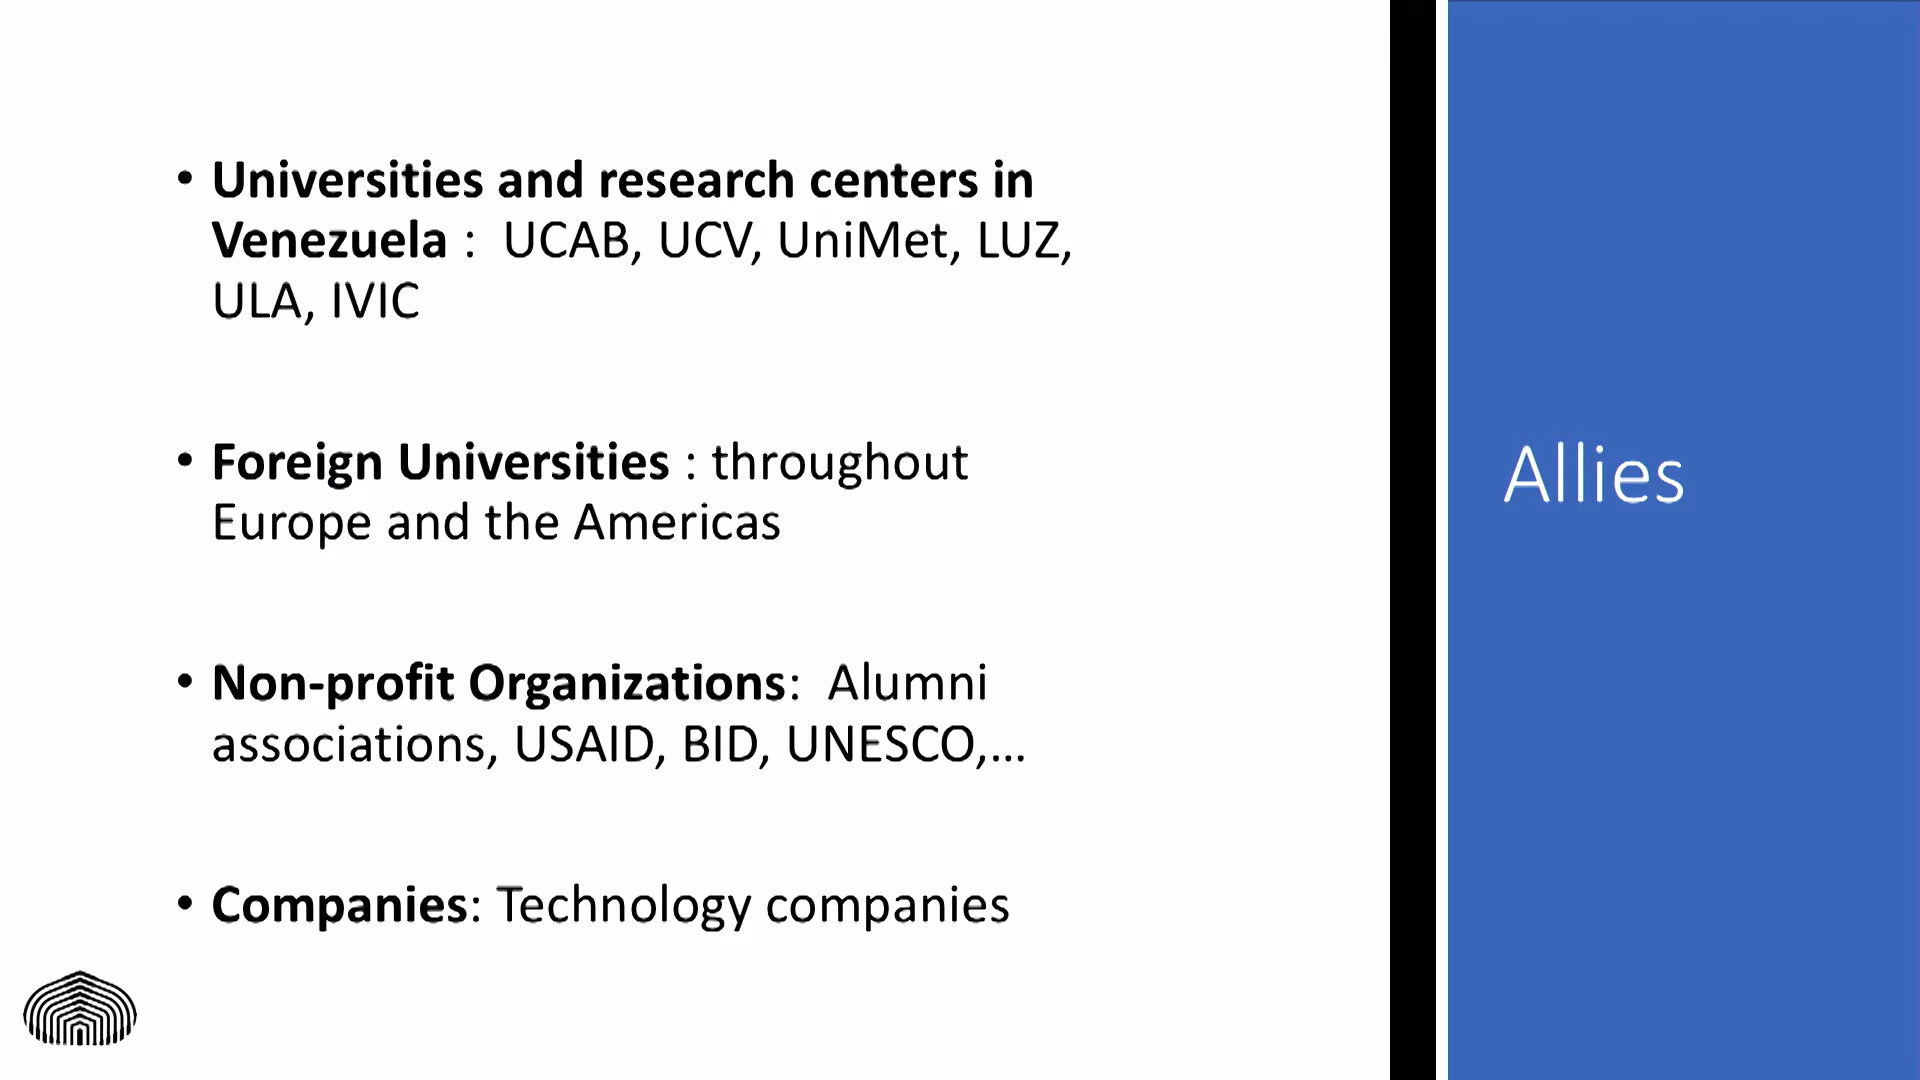 • Universities and research centers in
Venezuela :  UCAB, UCV, UniMet, LUZ,
ULA, IVIC
• Foreign Universities : throughout
Europe and the Americas
• Non-profit Organizations:  Alumni
associations, USAID, BID, UNESCO,...
• Companies: Technology companies
Allies